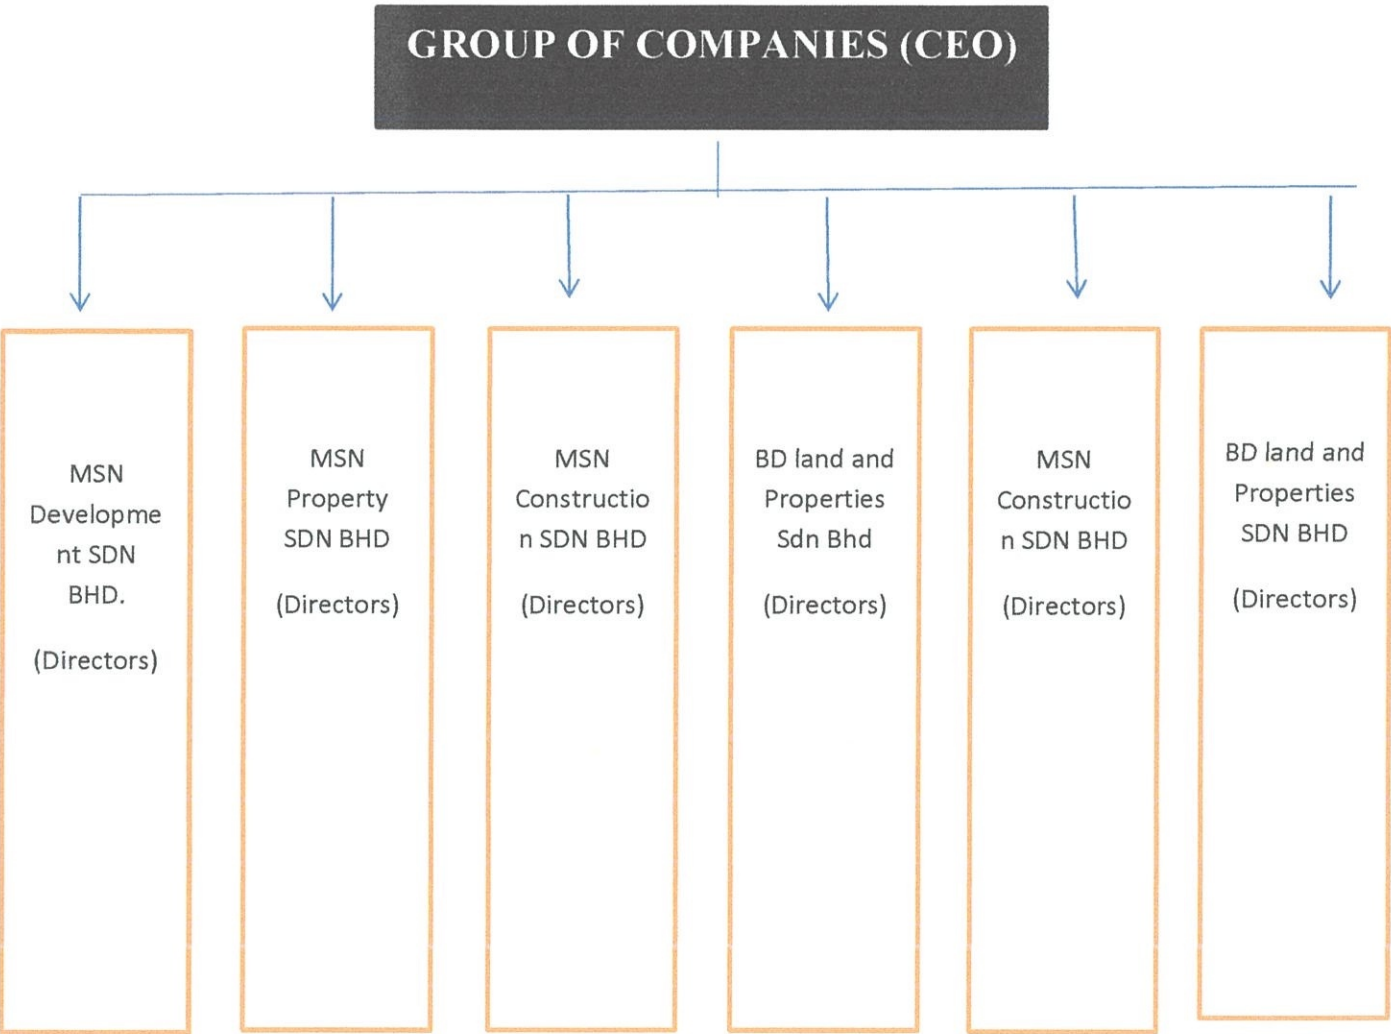 GROUP OF COMPANIES (CEO)
MSN
Developme
nt SDN
BHD.
(Directors)
MSN
Property
SDN BHD
(Directors)
MSN
Constructio
n SDN BHD
(Directors)
BD land and
Properties
Sdn Bhd
(Directors)
MSN
Constructio
n SDN BHD
(Directors)
BD land and
Properties
SDN BHD
(Directors)